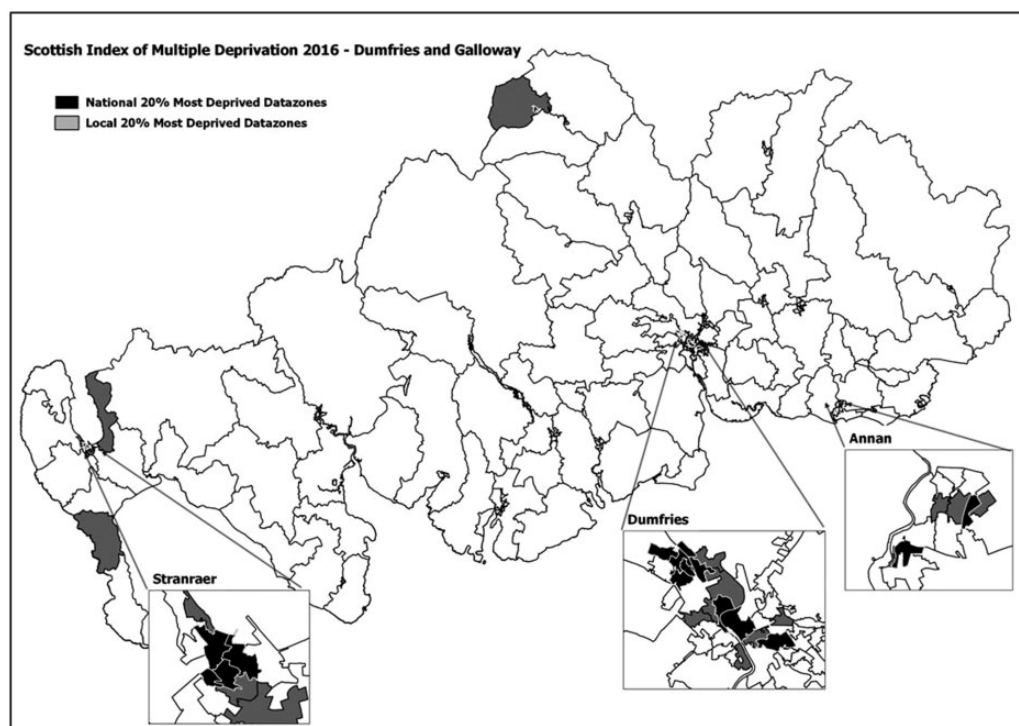 Scottish Index of Multiple Deprivation 2016 - Dumfries and Galloway
National 20% Most Deprived Datazones
Local 20% Most Deprived Datazones
Annan
Dumfries
Stranraer